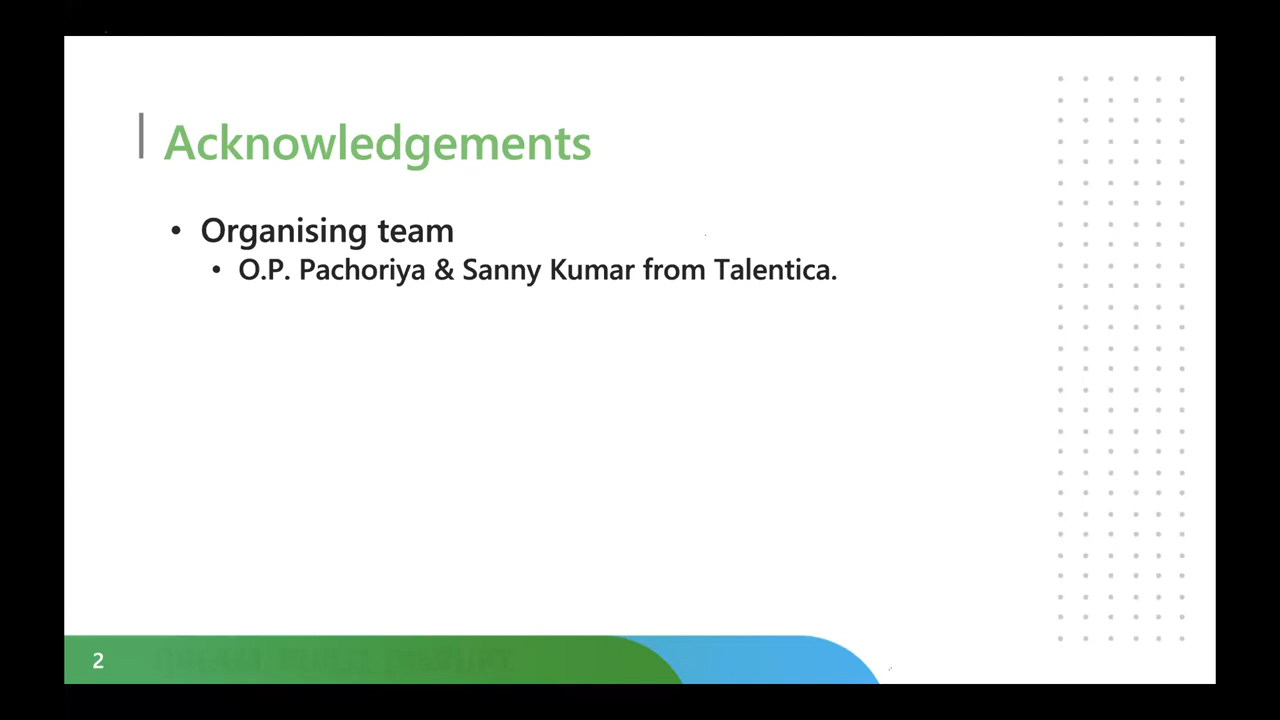 Acknowledgements
• Organising team
• O.P. Pachoriya & Sanny Kumar from Talentica.
2